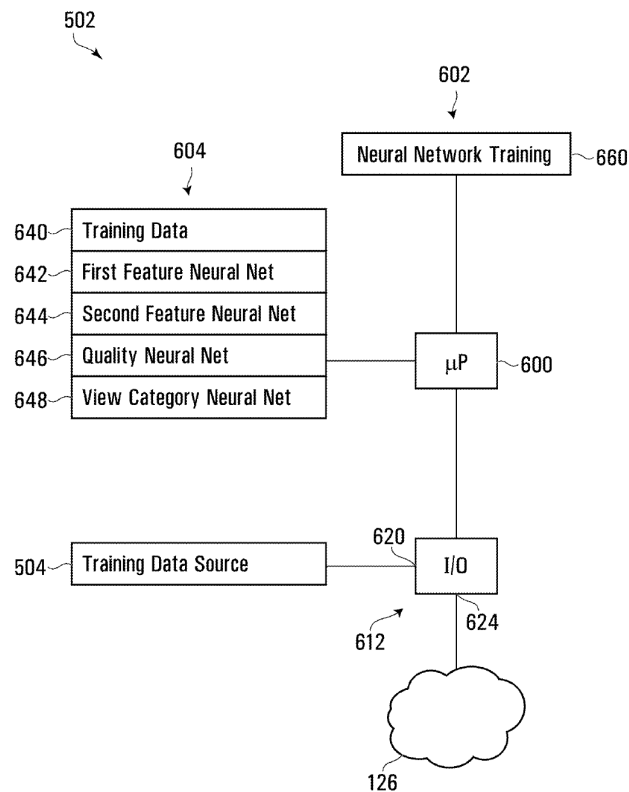 502
602
Neural Network Training
660
604
640
Training Data
642
First Feature Neural Net
644
Second Feature Neural Net
646
Quality Neural Net
648
View Category Neural Net
μP
600
504
Training Data Source
620
I/O
624
612
126